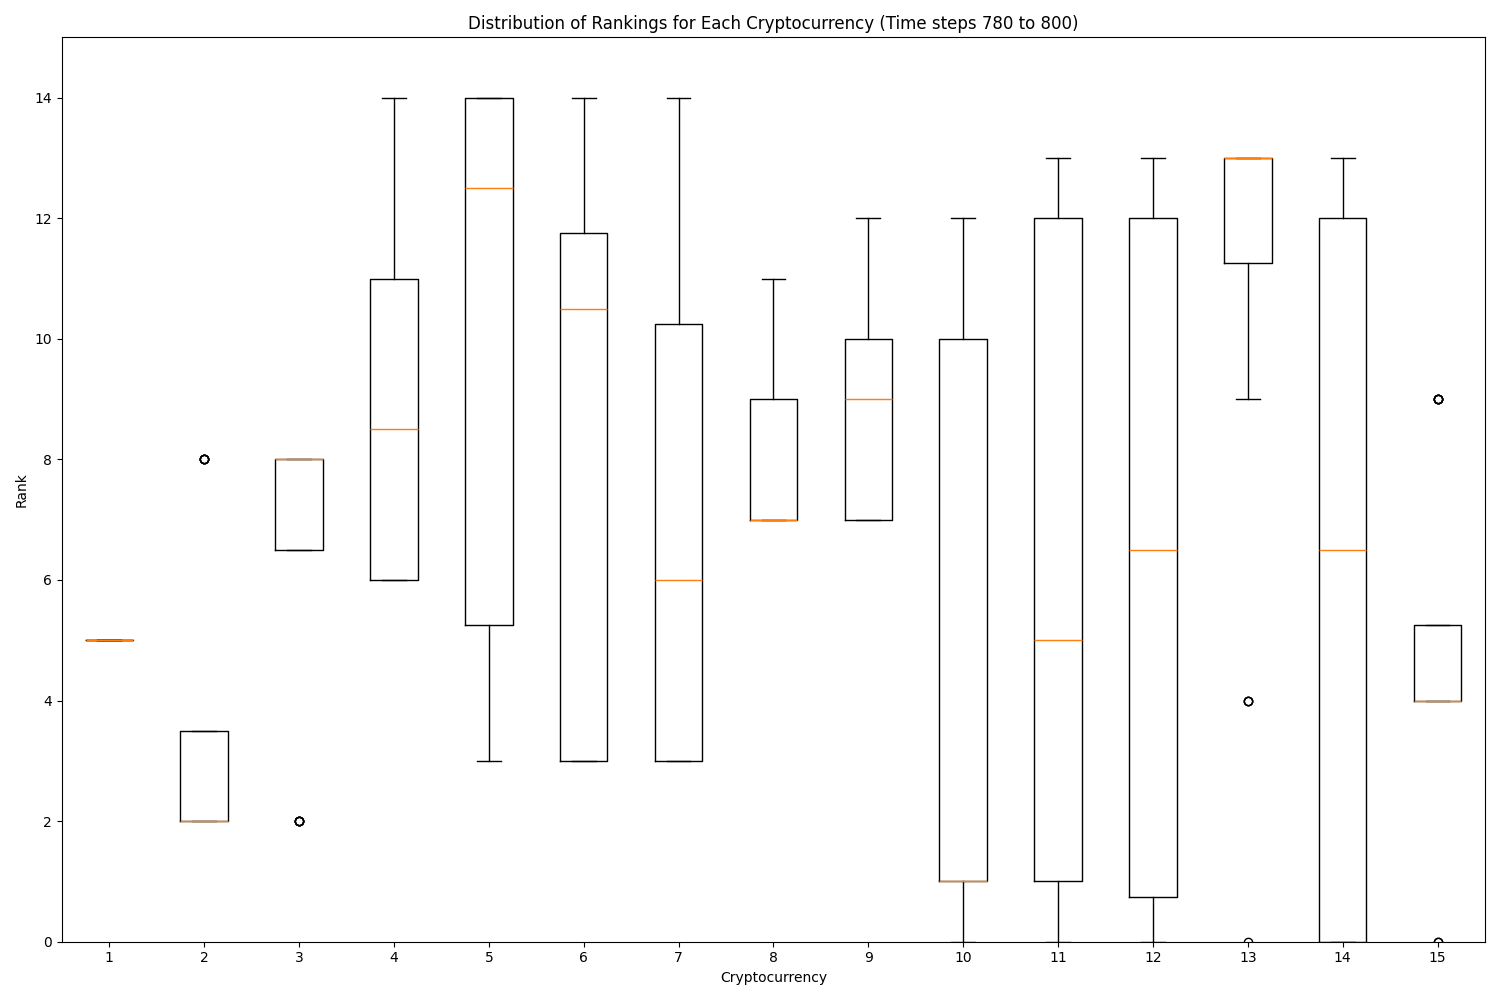 Distribution of Rankings for Each Cryptocurrency (Time steps 780 to 800)
14
12
10
8
6
4
2
0
Rank
1 2 3 4 5 6 7 8 9 10 11 12 13 14 15
Cryptocurrency